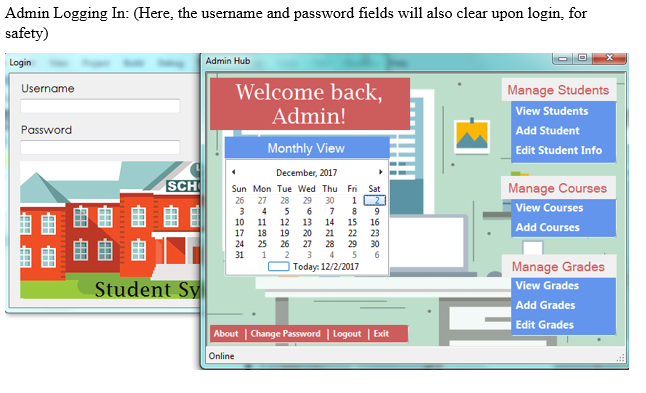 Admin Logging In: (Here, the username and password fields will also clear upon login, for
safety)
Login
Username
Password
SCH
Student Sy
Admin Hub
Welcome back,
Admin!
Monthly View
December, 2017
Sun Mon Tue Wed Thu Fri Sat
26 27 28 29 30 1 2
3 4 5 6 7 8 9
10 11 12 13 14 15 16
17 18 19 20 21 22 23
24 25 26 27 28 29 30
31 1 2 3 4 5 6
Today: 12/2/2017
Manage Students
View Students
Add Student
Edit Student Info
Manage Courses
View Courses
Add Courses
Manage Grades
View Grades
Add Grades
Edit Grades
About | Change Password | Logout | Exit
Online